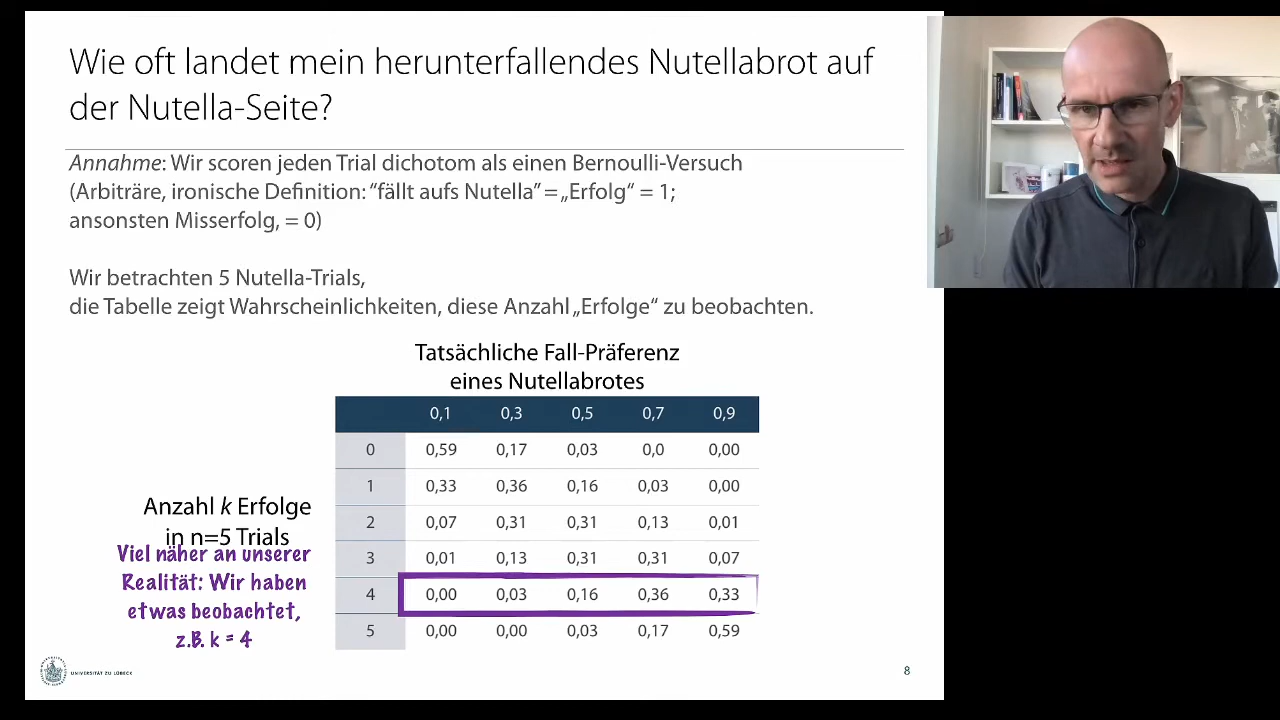 Wie oft landet mein herunterfallendes Nutellabrot auf
der Nutella-Seite?
Annahme: Wir scoren jeden Trial dichotom als einen Bernoulli-Versuch
(Arbiträre, ironische Definition: “fällt aufs Nutella” = „Erfolg“ = 1;
ansonsten Misserfolg, = 0)
Wir betrachten 5 Nutella-Trials,
die Tabelle zeigt Wahrscheinlichkeiten, diese Anzahl „Erfolge“ zu beobachten.
Tatsächliche Fall-Präferenz
eines Nutellabrotes
0,1 0,3 0,5 0,7 0,9
0 0,59 0,17 0,03 0,0 0,00
1 0,33 0,36 0,16 0,03 0,00
2 0,07 0,31 0,31 0,13 0,01
3 0,01 0,13 0,31 0,31 0,07
4 0,00 0,03 0,16 0,36 0,33
5 0,00 0,00 0,03 0,17 0,59
Anzahl k Erfolge
in n=5 Trials
Viel näher an unserer
Realität: Wir haben
etwas beobachtet,
z.B. k = 4
UNIVERSITÄT ZU LÜBECK
8